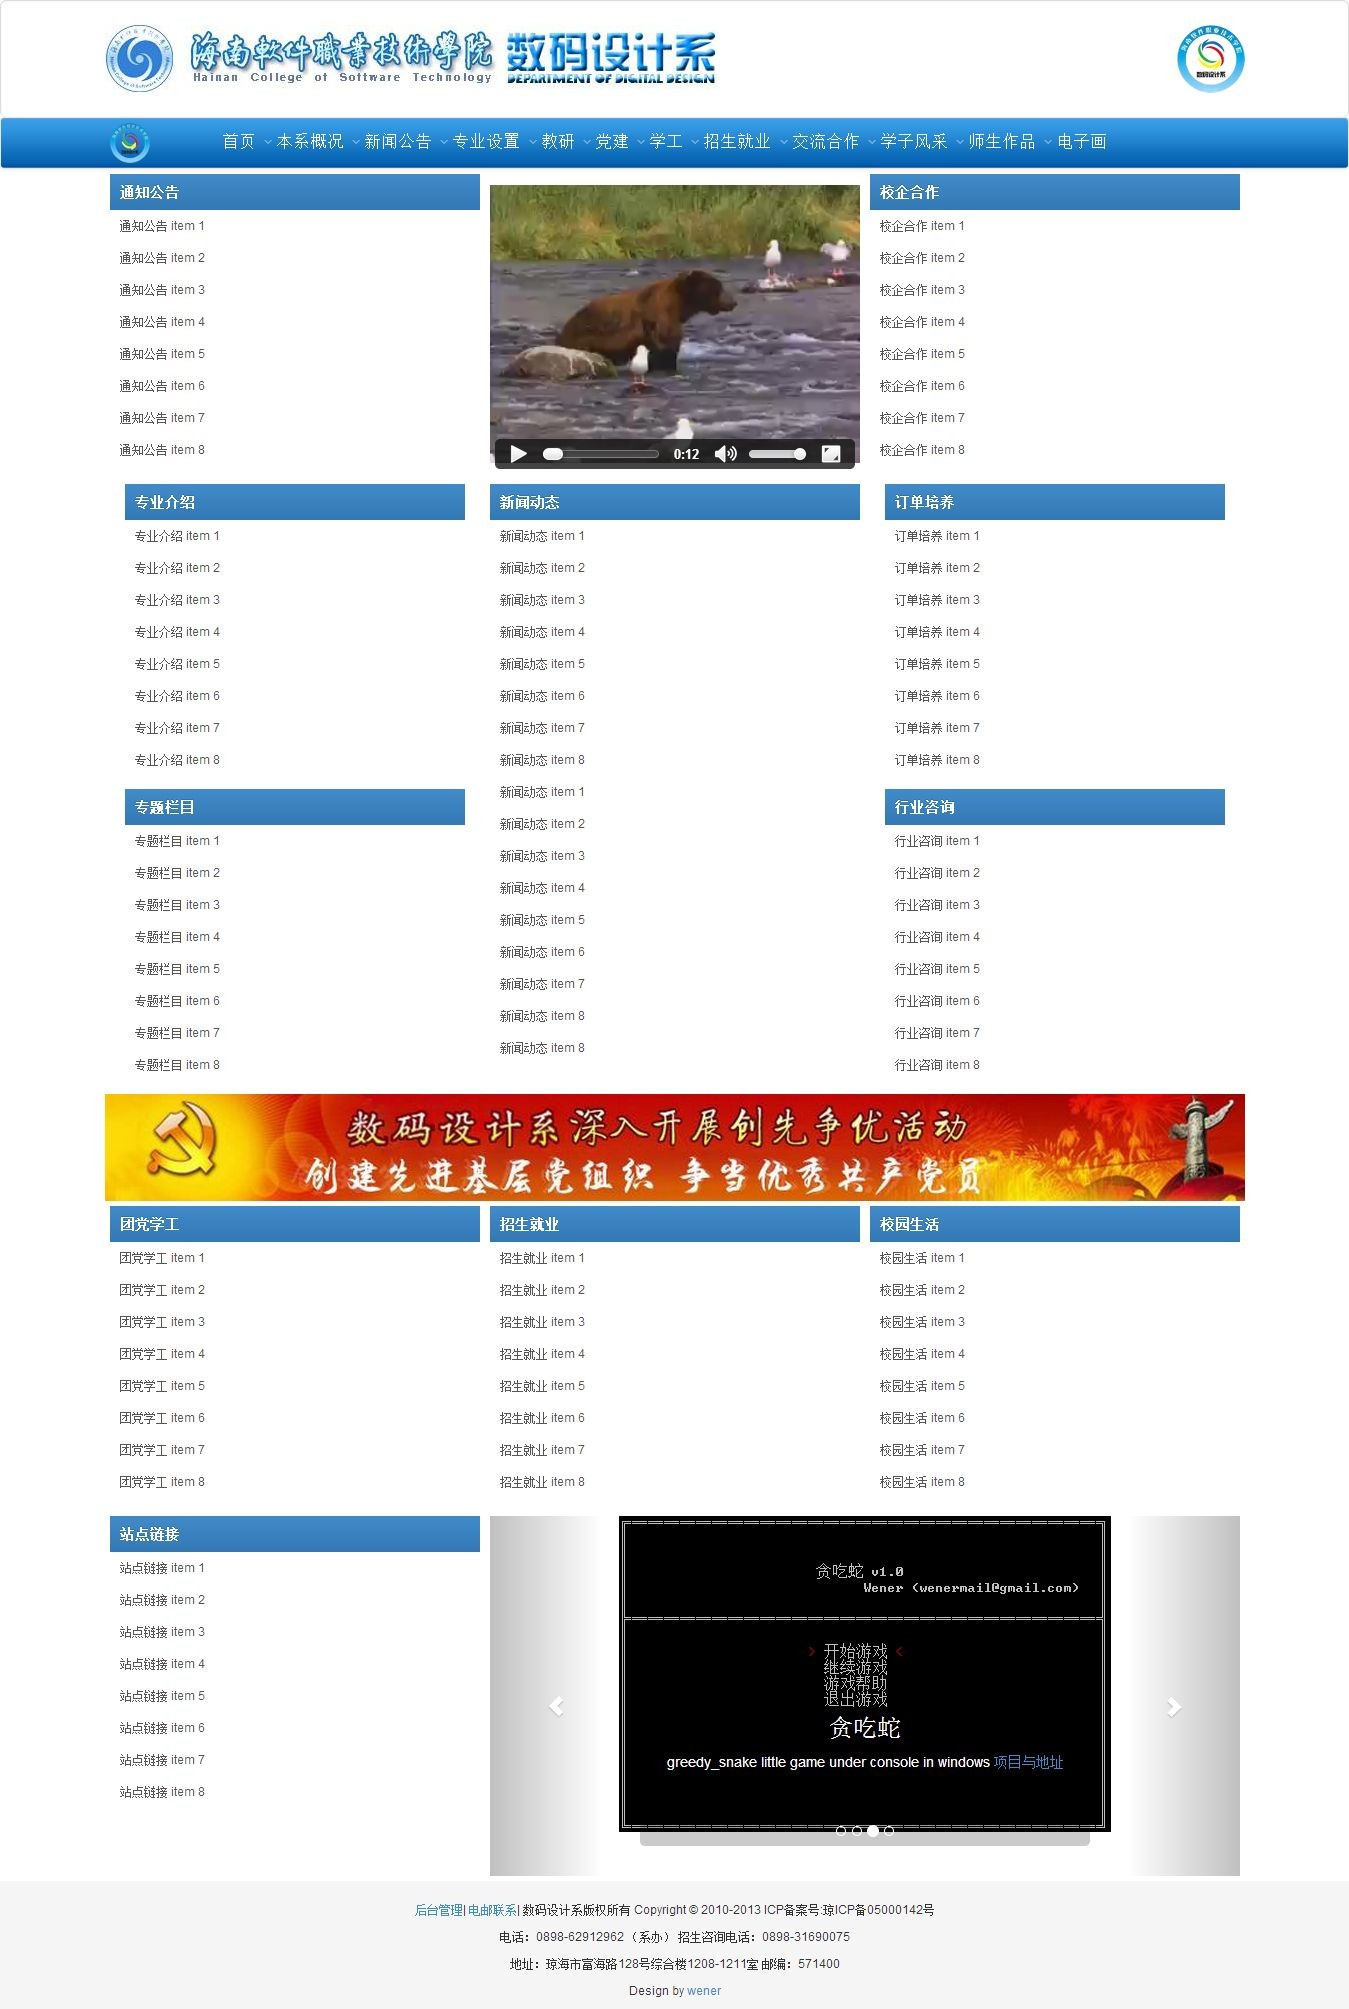 海南軟件職業技術學院 数码设计系
Hainan College of Software Technology DEPARTMENT OF DIGITAL DESIGN
数码设计系
首页 本系概况 新闻公告 专业设置 教研 党建 学工 招生就业 交流合作 学子风采 师生作品 电子画
通知公告
通知公告 item 1
通知公告 item 2
通知公告 item 3
通知公告 item 4
通知公告 item 5
通知公告 item 6
通知公告 item 7
通知公告 item 8
0:12
校企合作
校企合作 item 1
校企合作 item 2
校企合作 item 3
校企合作 item 4
校企合作 item 5
校企合作 item 6
校企合作 item 7
校企合作 item 8
专业介绍
专业介绍 item 1
专业介绍 item 2
专业介绍 item 3
专业介绍 item 4
专业介绍 item 5
专业介绍 item 6
专业介绍 item 7
专业介绍 item 8
专题栏目
专题栏目 item 1
专题栏目 item 2
专题栏目 item 3
专题栏目 item 4
专题栏目 item 5
专题栏目 item 6
专题栏目 item 7
专题栏目 item 8
新闻动态
新闻动态 item 1
新闻动态 item 2
新闻动态 item 3
新闻动态 item 4
新闻动态 item 5
新闻动态 item 6
新闻动态 item 7
新闻动态 item 8
新闻动态 item 1
新闻动态 item 2
新闻动态 item 3
新闻动态 item 4
新闻动态 item 5
新闻动态 item 6
新闻动态 item 7
新闻动态 item 8
新闻动态 item 8
订单培养
订单培养 item 1
订单培养 item 2
订单培养 item 3
订单培养 item 4
订单培养 item 5
订单培养 item 6
订单培养 item 7
订单培养 item 8
行业咨询
行业咨询 item 1
行业咨询 item 2
行业咨询 item 3
行业咨询 item 4
行业咨询 item 5
行业咨询 item 6
行业咨询 item 7
行业咨询 item 8
数码设计系深入开展创先争优活动
创建先进基层党组织 争当优秀共产党员
团党学工
团党学工 item 1
团党学工 item 2
团党学工 item 3
团党学工 item 4
团党学工 item 5
团党学工 item 6
团党学工 item 7
团党学工 item 8
招生就业
招生就业 item 1
招生就业 item 2
招生就业 item 3
招生就业 item 4
招生就业 item 5
招生就业 item 6
招生就业 item 7
招生就业 item 8
校园生活
校园生活 item 1
校园生活 item 2
校园生活 item 3
校园生活 item 4
校园生活 item 5
校园生活 item 6
校园生活 item 7
校园生活 item 8
站点链接
站点链接 item 1
站点链接 item 2
站点链接 item 3
站点链接 item 4
站点链接 item 5
站点链接 item 6
站点链接 item 7
站点链接 item 8
贪吃蛇 v1.0
Wener (wenermail@gmail.com)
> 开始游戏 <
继续游戏
游戏帮助
退出游戏
贪吃蛇
greedy_snake little game under console in windows 项目与地址
后台管理| 电邮联系| 数码设计系版权所有 Copyright © 2010-2013 ICP备案号:琼ICP备05000142号
电话：0898-62912962 （系办） 招生咨询电话：0898-31690075
地址：琼海市富海路128号综合楼1208-1211室 邮编：571400
Design by wener